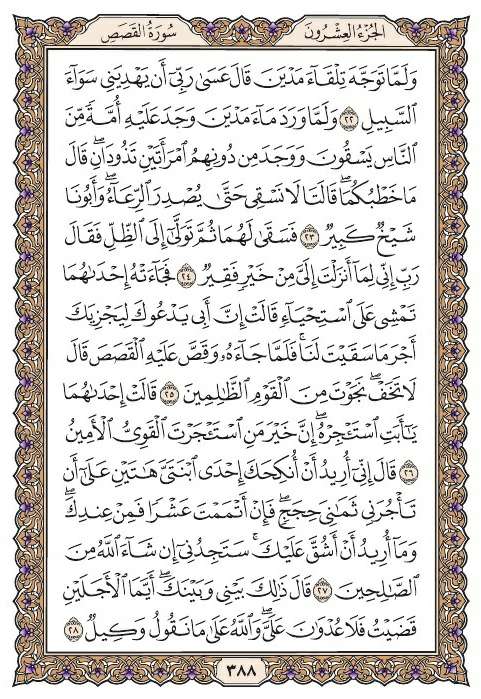 الجزء العشرون
سورة القصص
وَلَمَّا تَوَجَّهَ تِلْقَآءَ مَدْيَنَ قَالَ عَسَىٰ رَبِّىٓ أَن يَهْدِيَنِى سَوَآءَ
ٱلسَّبِيلِ ٢٢ وَلَمَّا وَرَدَ مَآءَ مَدْيَنَ وَجَدَ عَلَيْهِ أُمَّةً مِّنَ
ٱلنَّاسِ يَسْقُونَ وَوَجَدَ مِن دُونِهِمُ ٱمْرَأَتَيْنِ تَذُودَانِ ۖ قَالَ
مَا خَطْبُكُمَا ۖ قَالَتَا لَا نَسْقِى حَتَّىٰ يُصْدِرَ ٱلرِّعَآءُ ۖ وَأَبُونَا
شَيْخٌ كَبِيرٌ ٢٣ فَسَقَىٰ لَهُمَا ثُمَّ تَوَلَّىٰٓ إِلَى ٱلظِّلِّ فَقَالَ
رَبِّ إِنِّى لِمَآ أَنزَلْتَ إِلَىَّ مِنْ خَيْرٍ فَقِيرٌ ٢٤ فَجَآءَتْهُ إِحْدَىٰهُمَا
تَمْشِى عَلَى ٱسْتِحْيَآءٍ قَالَتْ إِنَّ أَبِى يَدْعُوكَ لِيَجْزِيَكَ
أَجْرَ مَا سَقَيْتَ لَنَا ۚ فَلَمَّا جَآءَهُۥ وَقَصَّ عَلَيْهِ ٱلْقَصَصَ قَالَ
لَا تَخَفْ ۖ نَجَوْتَ مِنَ ٱلْقَوْمِ ٱلظَّٰلِمِينَ ٢٥ قَالَتْ إِحْدَىٰهُمَا
يَٰٓأَبَتِ ٱسْتَـْٔجِرْهُ ۖ إِنَّ خَيْرَ مَنِ ٱسْتَـْٔجَرْتَ ٱلْقَوِىُّ ٱلْأَمِينُ
٢٦ قَالَ إِنِّىٓ أُرِيدُ أَنْ أُنكِحَكَ إِحْدَى ٱبْنَتَىَّ هَٰتَيْنِ عَلَىٰٓ أَن
تَأْجُرَنِى ثَمَٰنِىَ حِجَجٍ ۖ فَإِنْ أَتْمَمْتَ عَشْرًا فَمِنْ عِندِكَ ۖ
وَمَآ أُرِيدُ أَنْ أَشُقَّ عَلَيْكَ ۚ سَتَجِدُنِىٓ إِن شَآءَ ٱللَّهُ مِنَ
ٱلصَّٰلِحِينَ ٢٧ قَالَ ذَٰلِكَ بَيْنِى وَبَيْنَكَ ۖ أَيَّمَا ٱلْأَجَلَيْنِ
قَضَيْتُ فَلَا عُدْوَٰنَ عَلَىَّ ۖ وَٱللَّهُ عَلَىٰ مَا نَقُولُ وَكِيلٌ ٢٨
٣٨٨